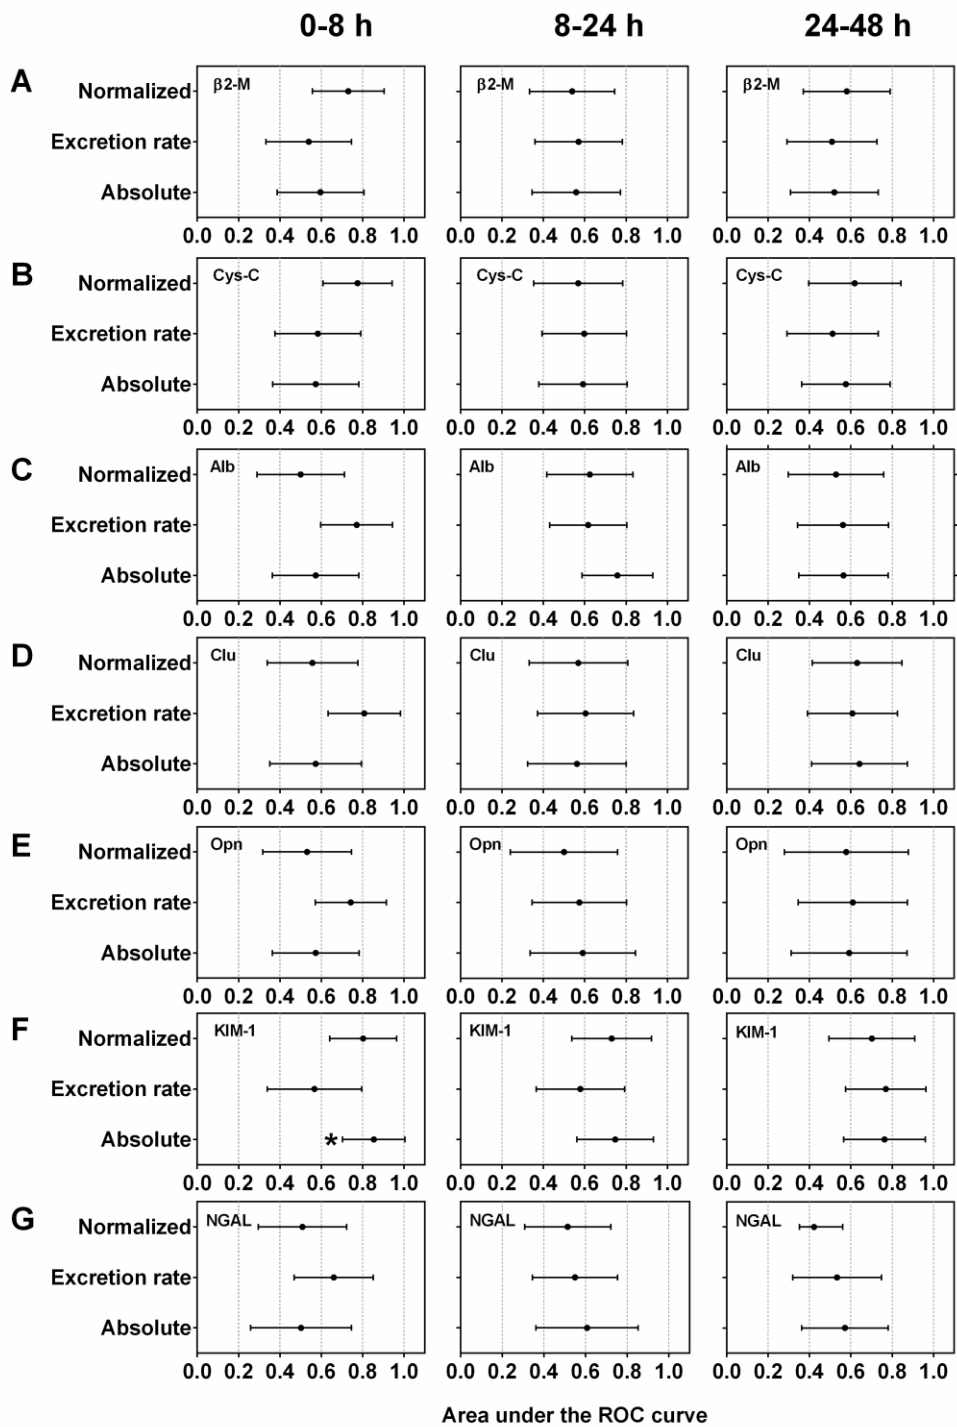 0-8 h 8-24 h 24-48 h
A
Normalized β2-M β2-M β2-M
Excretion rate
Absolute
0.0 0.2 0.4 0.6 0.8 1.0 0.0 0.2 0.4 0.6 0.8 1.0 0.0 0.2 0.4 0.6 0.8 1.0
B
Normalized Cys-C Cys-C Cys-C
Excretion rate
Absolute
0.0 0.2 0.4 0.6 0.8 1.0 0.0 0.2 0.4 0.6 0.8 1.0 0.0 0.2 0.4 0.6 0.8 1.0
C
Normalized Alb Alb Alb
Excretion rate
Absolute
0.0 0.2 0.4 0.6 0.8 1.0 0.0 0.2 0.4 0.6 0.8 1.0 0.0 0.2 0.4 0.6 0.8 1.0
D
Normalized Clu Clu Clu
Excretion rate
Absolute
0.0 0.2 0.4 0.6 0.8 1.0 0.0 0.2 0.4 0.6 0.8 1.0 0.0 0.2 0.4 0.6 0.8 1.0
E
Normalized Opn Opn Opn
Excretion rate
Absolute
0.0 0.2 0.4 0.6 0.8 1.0 0.0 0.2 0.4 0.6 0.8 1.0 0.0 0.2 0.4 0.6 0.8 1.0
F
Normalized KIM-1 KIM-1 KIM-1
Excretion rate
Absolute *
0.0 0.2 0.4 0.6 0.8 1.0 0.0 0.2 0.4 0.6 0.8 1.0 0.0 0.2 0.4 0.6 0.8 1.0
G
Normalized NGAL NGAL NGAL
Excretion rate
Absolute
0.0 0.2 0.4 0.6 0.8 1.0 0.0 0.2 0.4 0.6 0.8 1.0 0.0 0.2 0.4 0.6 0.8 1.0
Area under the ROC curve